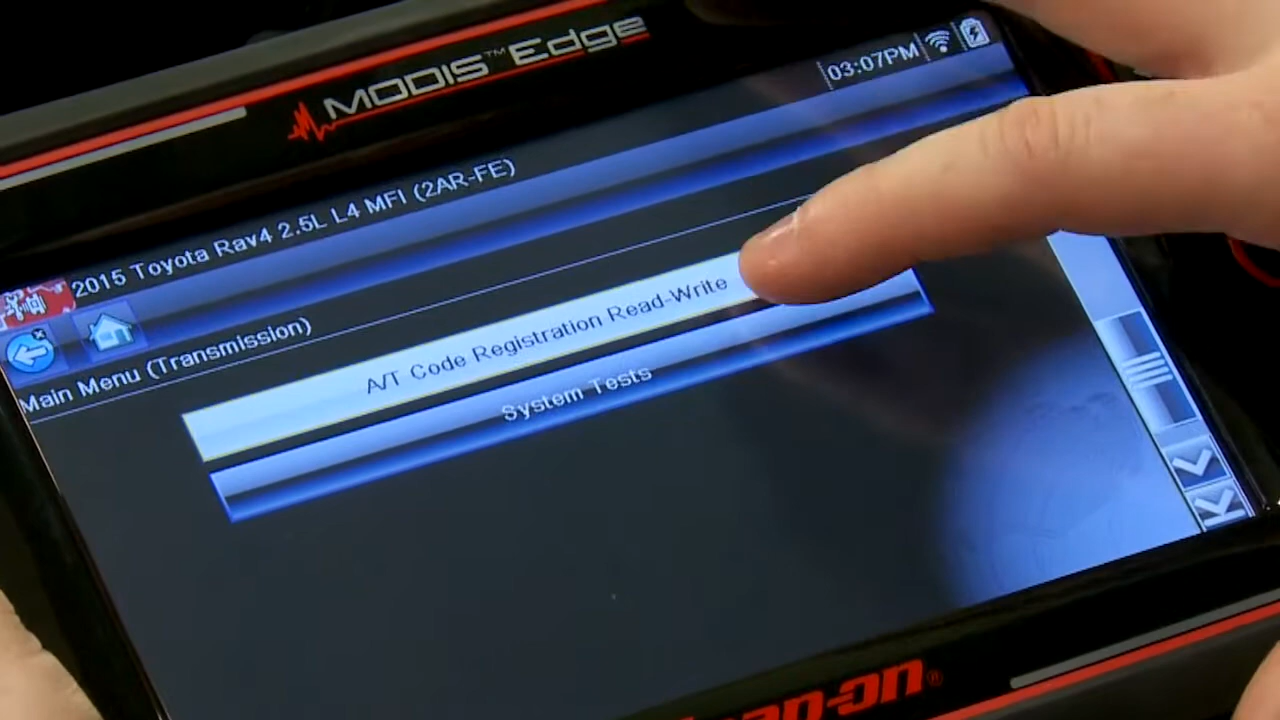 MODIS™ Edge
03:07PM
2015 Toyota Rav4 2.5L L4 MFI (2AR-FE)
Main Menu (Transmission)
A/T Code Registration Read-Write
System Tests